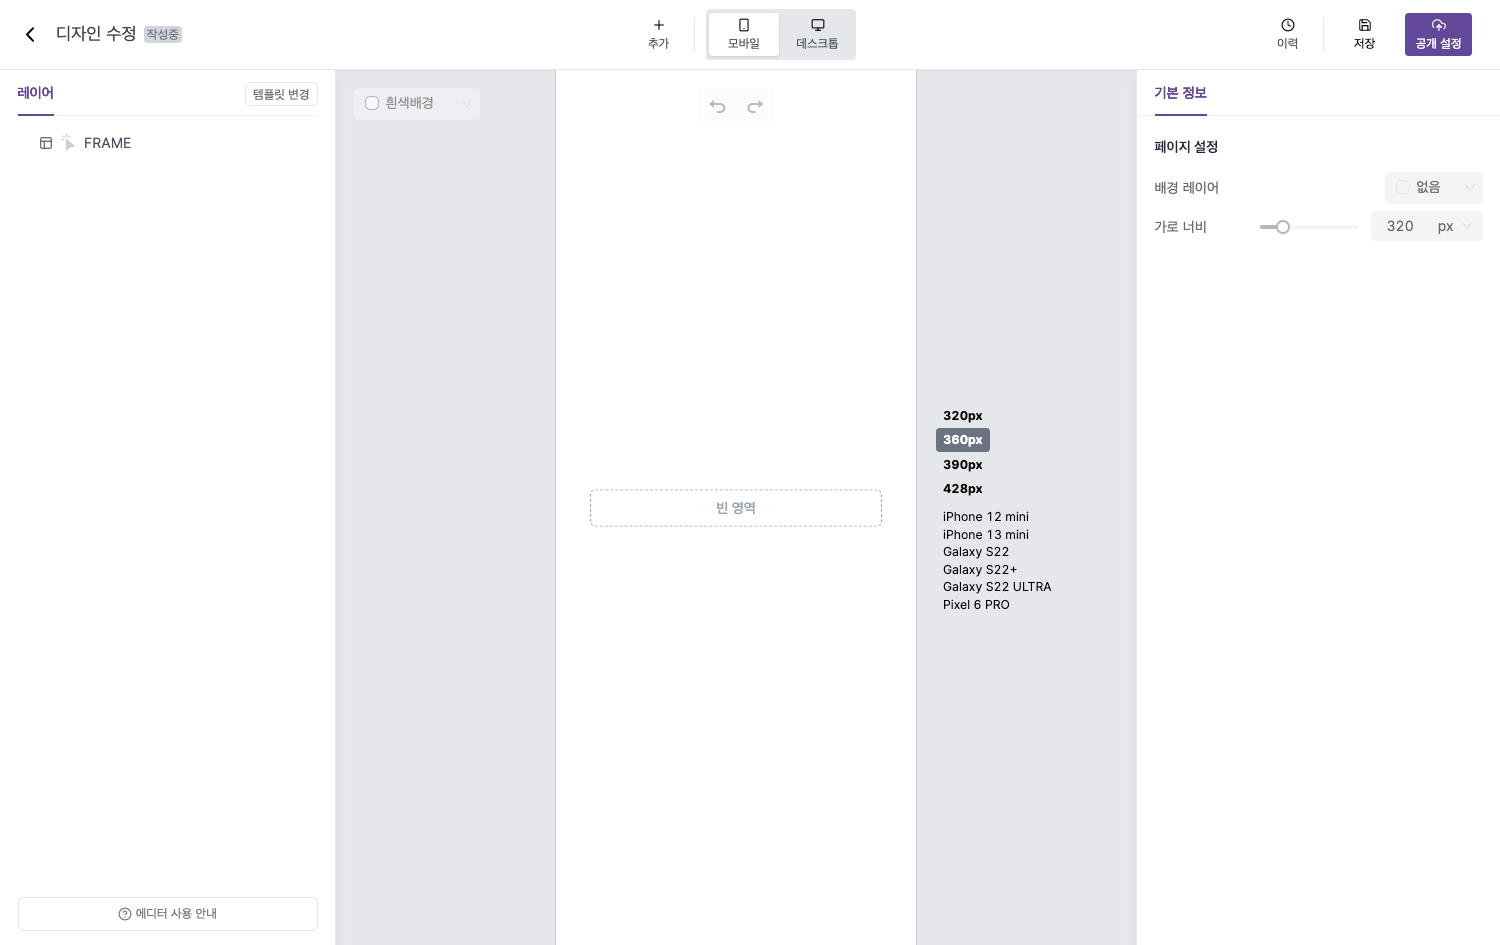 디자인 수정 작성중
추가
모바일
데스크톱
이력
저장
공개 설정
레이어
템플릿 변경
FRAME
에디터 사용 안내
흰색배경
빈 영역
320px
360px
390px
428px
iPhone 12 mini
iPhone 13 mini
Galaxy S22
Galaxy S22+
Galaxy S22 ULTRA
Pixel 6 PRO
기본 정보
페이지 설정
배경 레이어 없음
가로 너비 320 px